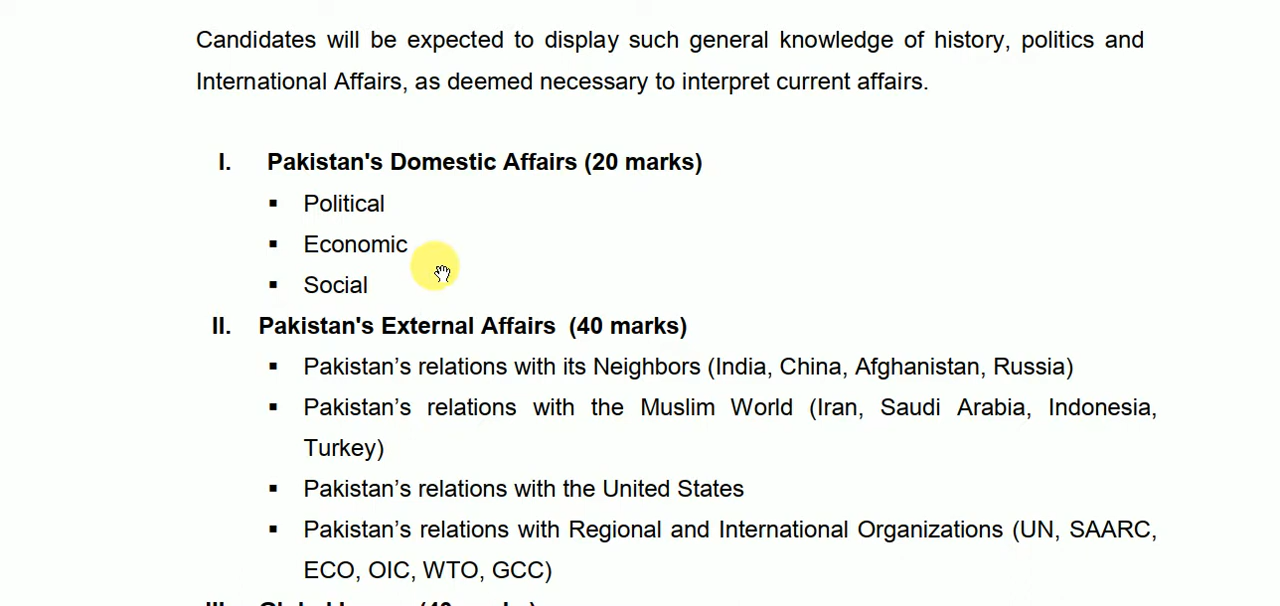 Candidates will be expected to display such general knowledge of history, politics and
International Affairs, as deemed necessary to interpret current affairs.
I. Pakistan's Domestic Affairs (20 marks)
▪ Political
▪ Economic
▪ Social
II. Pakistan's External Affairs (40 marks)
▪ Pakistan’s relations with its Neighbors (India, China, Afghanistan, Russia)
▪ Pakistan’s relations with the Muslim World (Iran, Saudi Arabia, Indonesia,
Turkey)
▪ Pakistan’s relations with the United States
▪ Pakistan’s relations with Regional and International Organizations (UN, SAARC,
ECO, OIC, WTO, GCC)